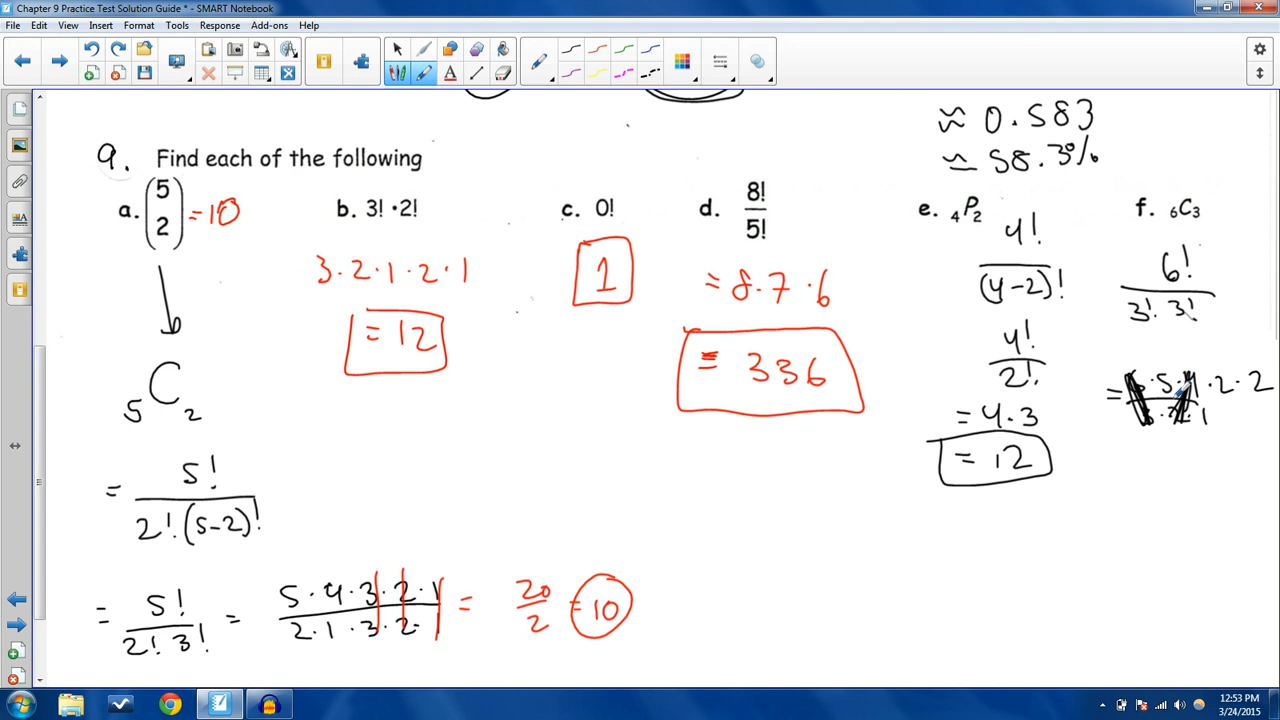 Chapter 9 Practice Test Solution Guide * - SMART Notebook
File Edit View Insert Format Tools Response Add-ons Help
≈ 0.583
≃ 58.3%
9. Find each of the following
a. (5 2) = 10
b. 3! · 2!
c. 0!
d. 8!/5!
e. ₄P₂
f. ₆C₃
3·2·1·2·1
= 12
1
= 8·7·6
= 336
4!/(4-2)!
4!/2!
= 4·3
= 12
6!/3!·3!
₅C₂
= 5!/2!(5-2)!
= 5!/2!3! = 5·4·3·2·1/2·1·3·2· = 20/2 = 10
12:53 PM
3/24/2015